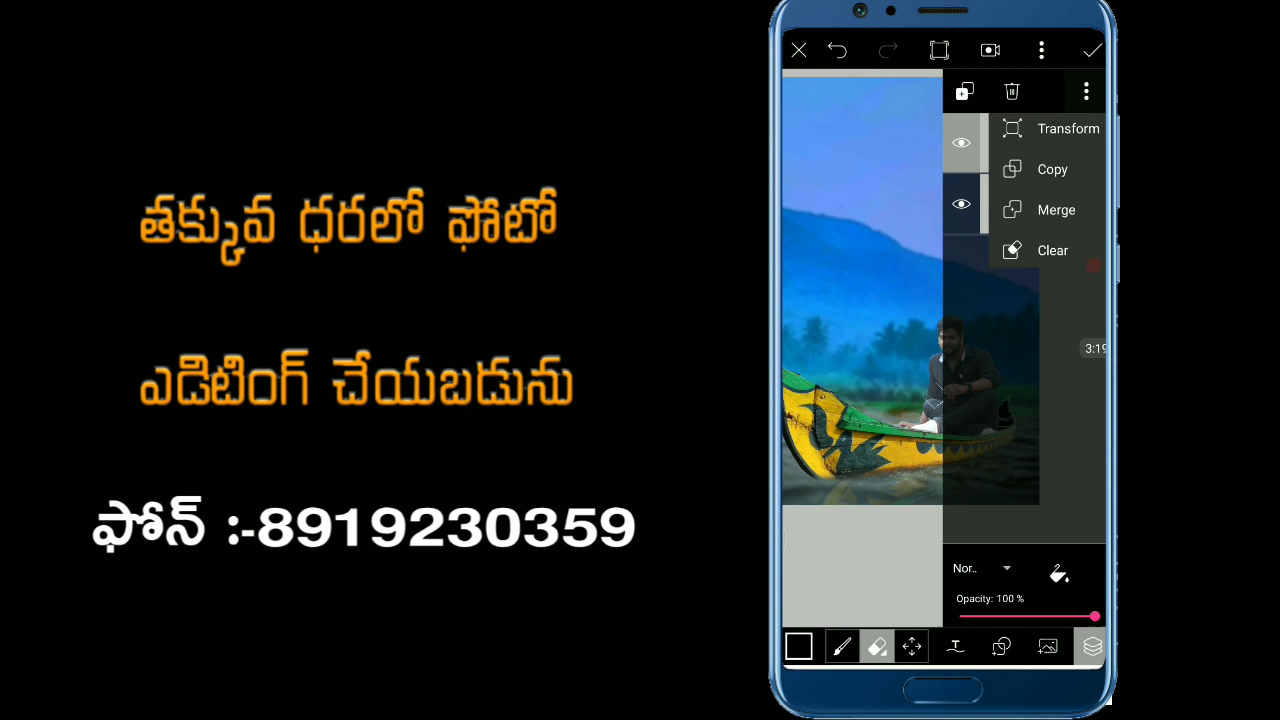 తక్కువ ధరలో ఫోటో
ఎడిటింగ్ చేయబడును
ఫోన్ :-8919230359
Transform
Copy
Merge
Clear
3:19
Nor..
Opacity: 100 %